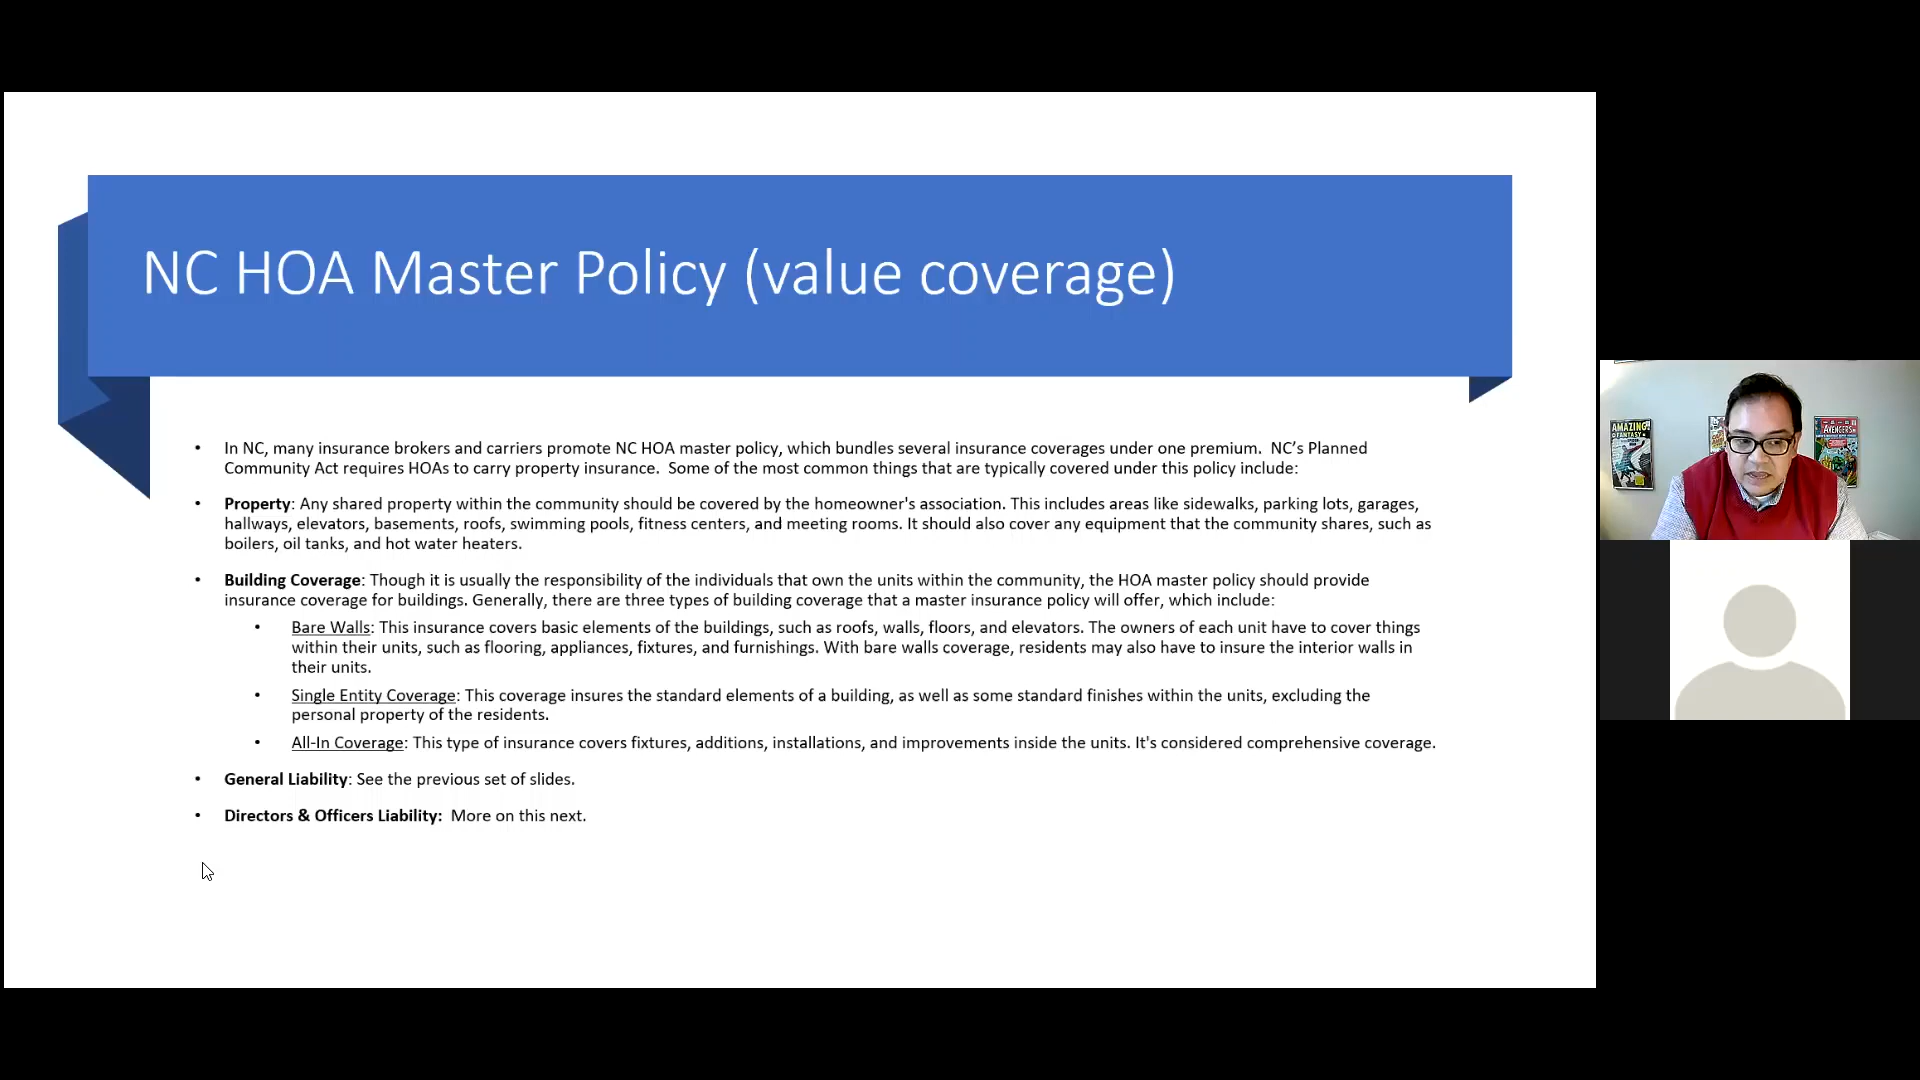 NC HOA Master Policy (value coverage)
• In NC, many insurance brokers and carriers promote NC HOA master policy, which bundles several insurance coverages under one premium.  NC’s Planned
Community Act requires HOAs to carry property insurance.  Some of the most common things that are typically covered under this policy include:
• Property: Any shared property within the community should be covered by the homeowner's association. This includes areas like sidewalks, parking lots, garages,
hallways, elevators, basements, roofs, swimming pools, fitness centers, and meeting rooms. It should also cover any equipment that the community shares, such as
boilers, oil tanks, and hot water heaters.
• Building Coverage: Though it is usually the responsibility of the individuals that own the units within the community, the HOA master policy should provide
insurance coverage for buildings. Generally, there are three types of building coverage that a master insurance policy will offer, which include:
• Bare Walls: This insurance covers basic elements of the buildings, such as roofs, walls, floors, and elevators. The owners of each unit have to cover things
within their units, such as flooring, appliances, fixtures, and furnishings. With bare walls coverage, residents may also have to insure the interior walls in
their units.
• Single Entity Coverage: This coverage insures the standard elements of a building, as well as some standard finishes within the units, excluding the
personal property of the residents.
• All-In Coverage: This type of insurance covers fixtures, additions, installations, and improvements inside the units. It's considered comprehensive coverage.
• General Liability: See the previous set of slides.
• Directors & Officers Liability:  More on this next.
AMAZING
FANTASY
AVENGERS